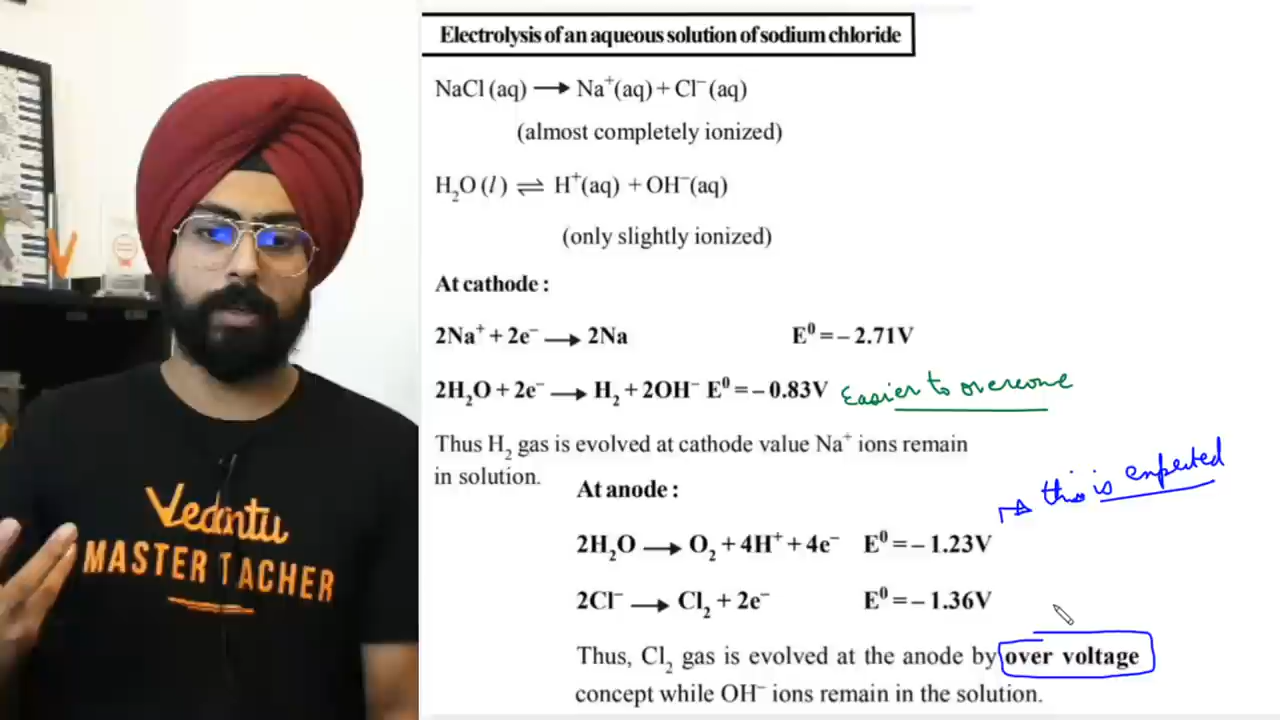 Electrolysis of an aqueous solution of sodium chloride
NaCl (aq) ⟶ Na⁺(aq) + Cl⁻(aq)
(almost completely ionized)
H₂O (l) ⇌ H⁺(aq) + OH⁻(aq)
(only slightly ionized)
At cathode :
2Na⁺ + 2e⁻ ⟶ 2Na E⁰ = – 2.71V
2H₂O + 2e⁻ ⟶ H₂ + 2OH⁻ E⁰ = – 0.83V Easier to overcome
Thus H₂ gas is evolved at cathode value Na⁺ ions remain
in solution.
At anode :
this is expected
2H₂O ⟶ O₂ + 4H⁺ + 4e⁻ E⁰ = – 1.23V
2Cl⁻ ⟶ Cl₂ + 2e⁻ E⁰ = – 1.36V
Thus, Cl₂ gas is evolved at the anode by over voltage
concept while OH⁻ ions remain in the solution.
Vedantu
MASTER T ACHER